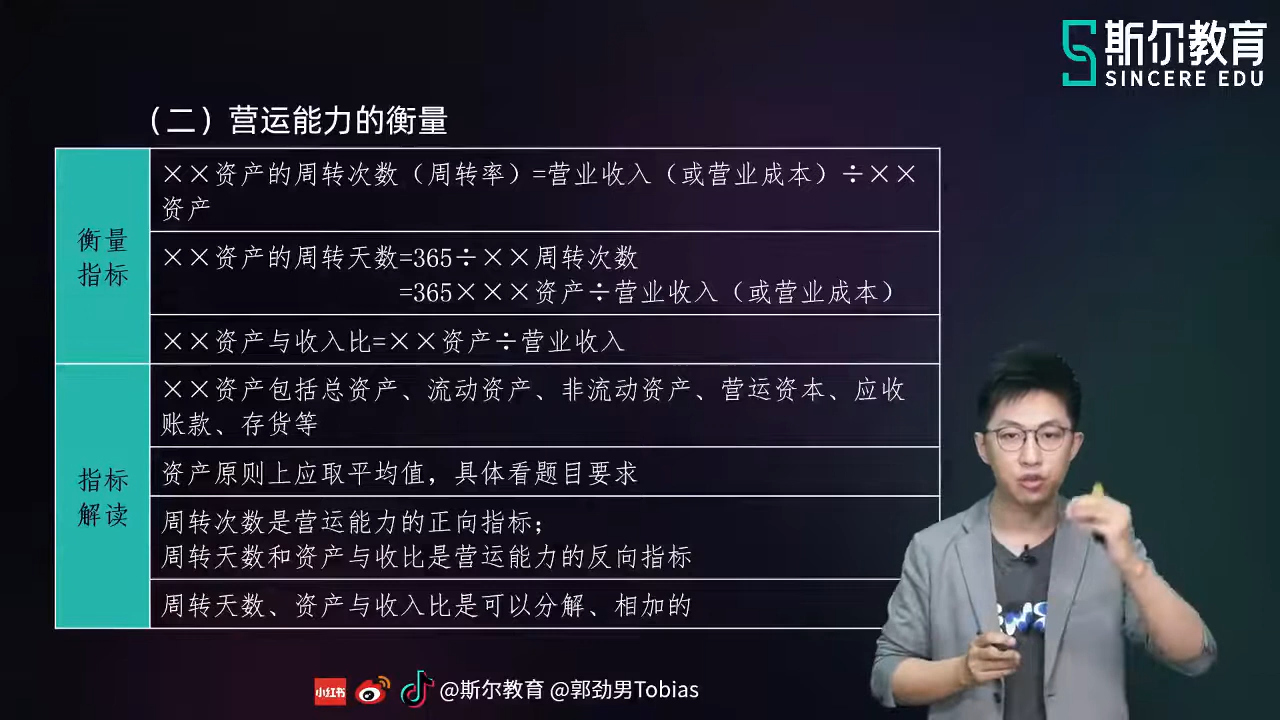 斯尔教育
SINCERE EDU
（二）营运能力的衡量
衡量
指标
××资产的周转次数（周转率）=营业收入（或营业成本）÷××
资产
××资产的周转天数=365÷××周转次数
=365×××资产÷营业收入（或营业成本）
××资产与收入比=××资产÷营业收入
指标
解读
××资产包括总资产、流动资产、非流动资产、营运资本、应收
账款、存货等
资产原则上应取平均值，具体看题目要求
周转次数是营运能力的正向指标；
周转天数和资产与收比是营运能力的反向指标
周转天数、资产与收入比是可以分解、相加的
小红书
@斯尔教育 @郭劲男Tobias